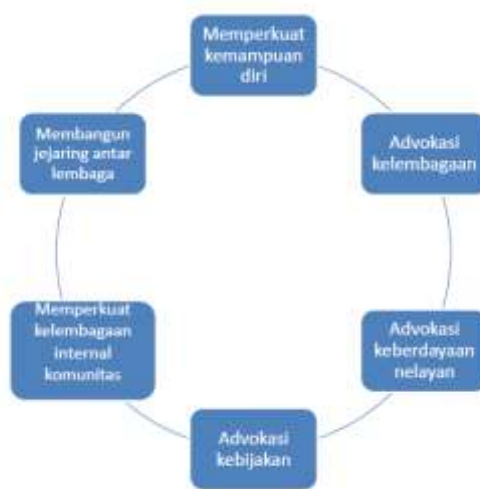 Memperkuat
kemampuan
diri
Advokasi
kelembagaan
Advokasi
keberdayaan
nelayan
Advokasi
kebijakan
Memperkuat
kelembagaan
internal
komunitas
Membangun
jejaring antar
lembaga